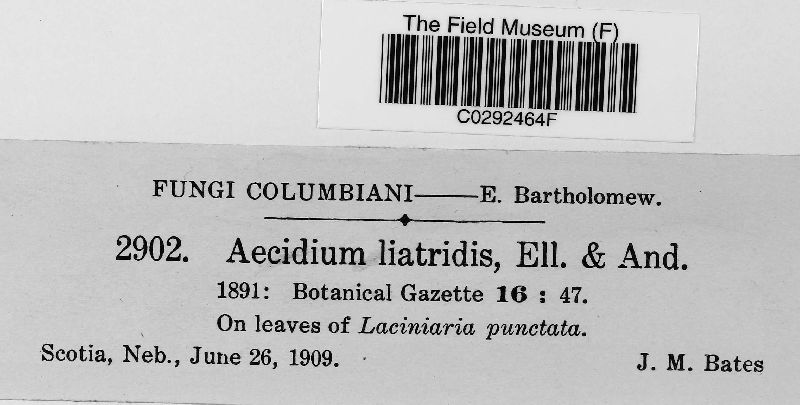 The Field Museum (F)
C0292464F
FUNGI COLUMBIANI——E. Bartholomew.
2902. Aecidium liatridis, Ell. & And.
1891: Botanical Gazette 16 : 47.
On leaves of Laciniaria punctata.
Scotia, Neb., June 26, 1909. J. M. Bates